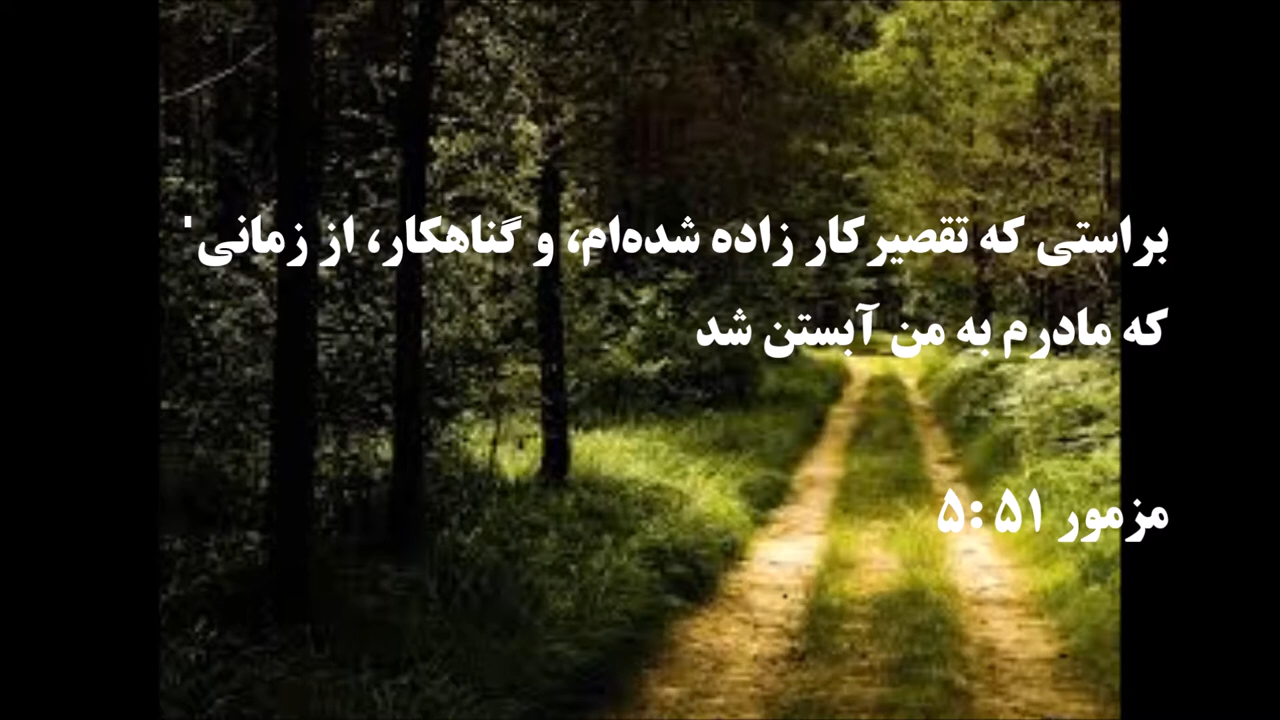 براستی که تقصیرکار زاده شده‌ام، و گناهکار، از زمانی'
که مادرم به من آبستن شد
مزمور ۵۱:۵